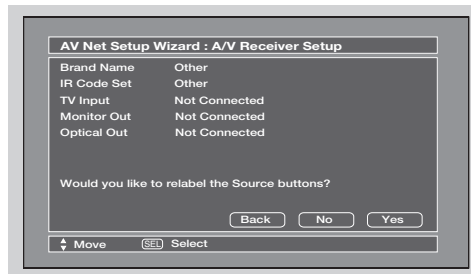 AV Net Setup Wizard : A/V Receiver Setup
Brand Name Other
IR Code Set Other
TV Input Not Connected
Monitor Out Not Connected
Optical Out Not Connected
Would you like to relabel the Source buttons?
Back No Yes
Move SEL Select